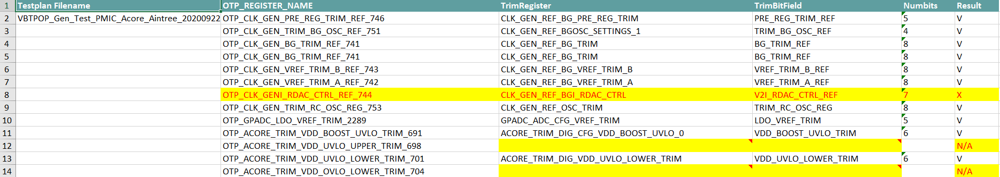 1 Testplan Filename OTP_REGISTER_NAME TrimRegister TrimBitField Numbits Result
2 VBTPOP_Gen_Test_PMIC_Acore_Aintree_20200922 OTP_CLK_GEN_PRE_REG_TRIM_REF_746 CLK_GEN_REF_BG_PRE_REG_TRIM PRE_REG_TRIM_REF 5 V
3 OTP_CLK_GEN_TRIM_BG_OSC_REF_751 CLK_GEN_REF_BGOSC_SETTINGS_1 TRIM_BG_OSC_REF 4 V
4 OTP_CLK_GEN_BG_TRIM_REF_741 CLK_GEN_REF_BG_TRIM BG_TRIM_REF 8 V
5 OTP_CLK_GEN_BG_TRIM_REF_741 CLK_GEN_REF_BG_TRIM BG_TRIM_REF 8 V
6 OTP_CLK_GEN_VREF_TRIM_B_REF_743 CLK_GEN_REF_BG_VREF_TRIM_B VREF_TRIM_B_REF 8 V
7 OTP_CLK_GEN_VREF_TRIM_A_REF_742 CLK_GEN_REF_BG_VREF_TRIM_A VREF_TRIM_A_REF 8 V
8 OTP_CLK_GENI_RDAC_CTRL_REF_744 CLK_GEN_REF_BGI_RDAC_CTRL V2I_RDAC_CTRL_REF 7 X
9 OTP_CLK_GEN_TRIM_RC_OSC_REG_753 CLK_GEN_REF_OSC_TRIM TRIM_RC_OSC_REG 8 V
10 OTP_GPADC_LDO_VREF_TRIM_2289 GPADC_ADC_CFG_VREF_TRIM LDO_VREF_TRIM 5 V
11 OTP_ACORE_TRIM_VDD_BOOST_UVLO_TRIM_691 ACORE_TRIM_DIG_CFG_VDD_BOOST_UVLO_0 VDD_BOOST_UVLO_TRIM 6 V
12 OTP_ACORE_TRIM_VDD_UVLO_UPPER_TRIM_698 N/A
13 OTP_ACORE_TRIM_VDD_UVLO_LOWER_TRIM_701 ACORE_TRIM_DIG_VDD_UVLO_LOWER_TRIM VDD_UVLO_LOWER_TRIM 6 V
14 OTP_ACORE_TRIM_VDD_OVLO_LOWER_TRIM_704 N/A